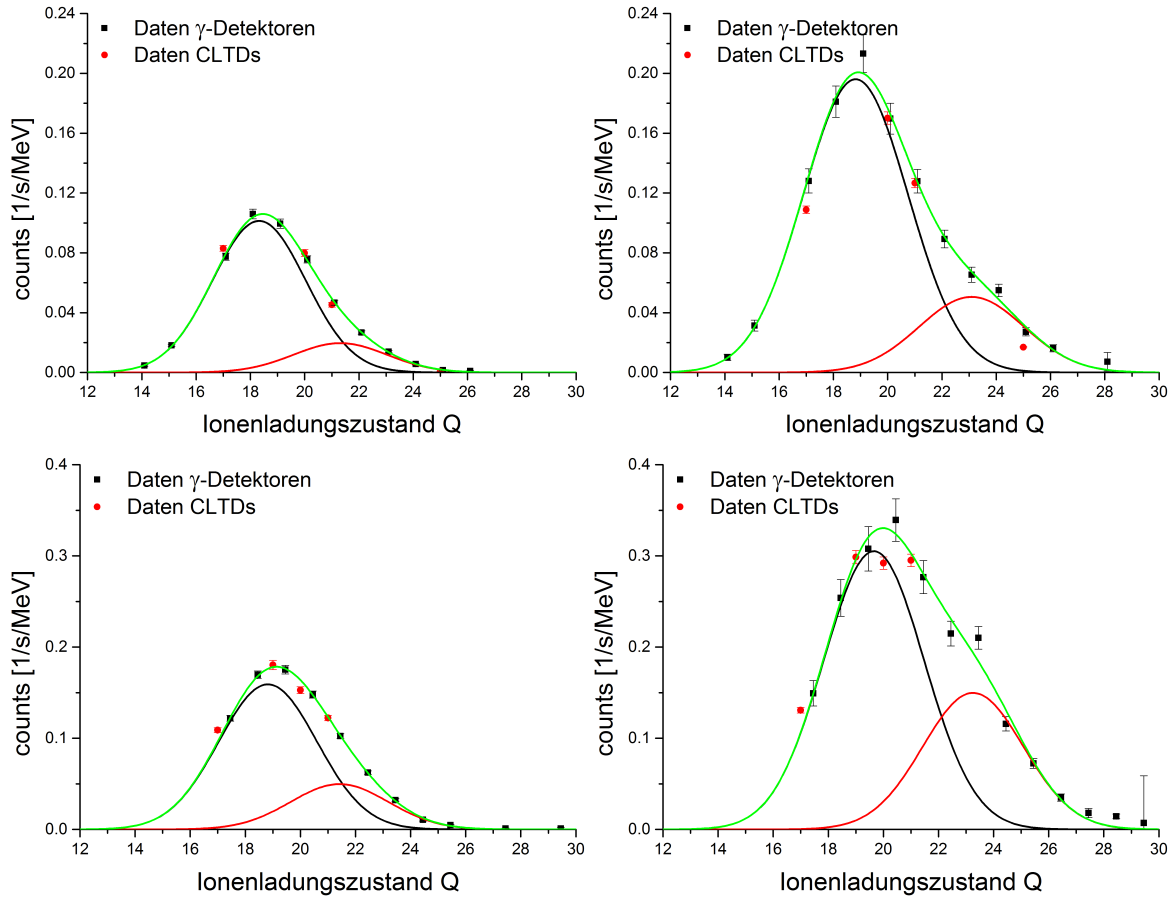 0.24
0.20
0.16
0.12
0.08
0.04
0.00
counts [1/s/MeV]
Daten γ-Detektoren
Daten CLTDs
12 14 16 18 20 22 24 26 28 30
Ionenladungszustand Q
0.24
0.20
0.16
0.12
0.08
0.04
0.00
counts [1/s/MeV]
Daten γ-Detektoren
Daten CLTDs
12 14 16 18 20 22 24 26 28 30
Ionenladungszustand Q
0.4
0.3
0.2
0.1
0.0
counts [1/s/MeV]
Daten γ-Detektoren
Daten CLTDs
12 14 16 18 20 22 24 26 28 30
Ionenladungszustand Q
0.4
0.3
0.2
0.1
0.0
counts [1/s/MeV]
Daten γ-Detektoren
Daten CLTDs
12 14 16 18 20 22 24 26 28 30
Ionenladungszustand Q